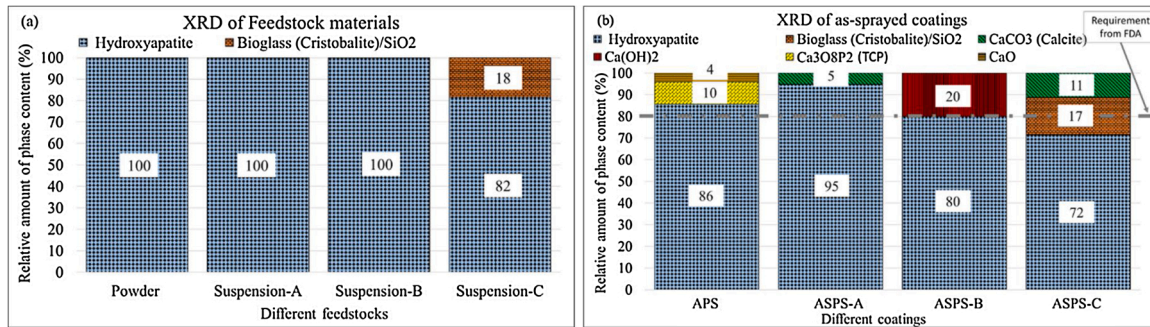 (a)
XRD of Feedstock materials
Hydroxyapatite
Bioglass (Cristobalite)/SiO2
Relative amount of phase content (%)
100
90
80
70
60
50
40
30
20
10
0
100
100
100
18
82
Powder
Suspension-A
Suspension-B
Suspension-C
Different feedstocks
(b)
XRD of as-sprayed coatings
Requirement
from FDA
Hydroxyapatite
Bioglass (Cristobalite)/SiO2
CaCO3 (Calcite)
Ca(OH)2
Ca3O8P2 (TCP)
CaO
Relative amount of phase content (%)
100
90
80
70
60
50
40
30
20
10
0
4
10
86
5
95
20
80
11
17
72
APS
ASPS-A
ASPS-B
ASPS-C
Different coatings